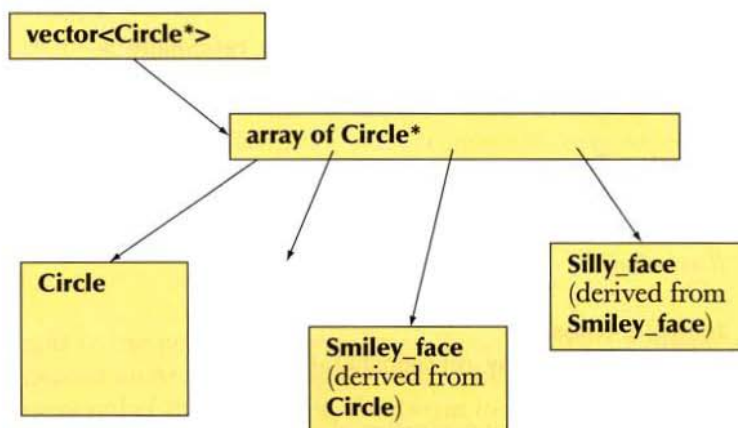 vector<Circle*>
array of Circle*
Circle
Silly_face
(derived from
Smiley_face)
Smiley_face
(derived from
Circle)